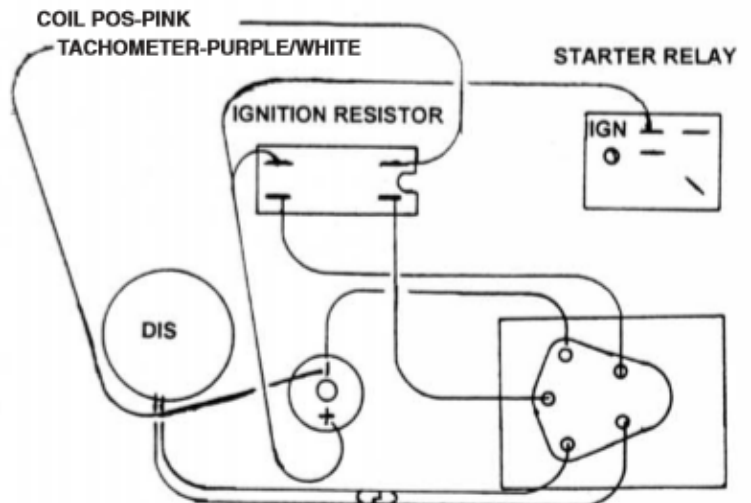 COIL POS-PINK
TACHOMETER-PURPLE/WHITE
STARTER RELAY
IGNITION RESISTOR
IGN
DIS
-
+